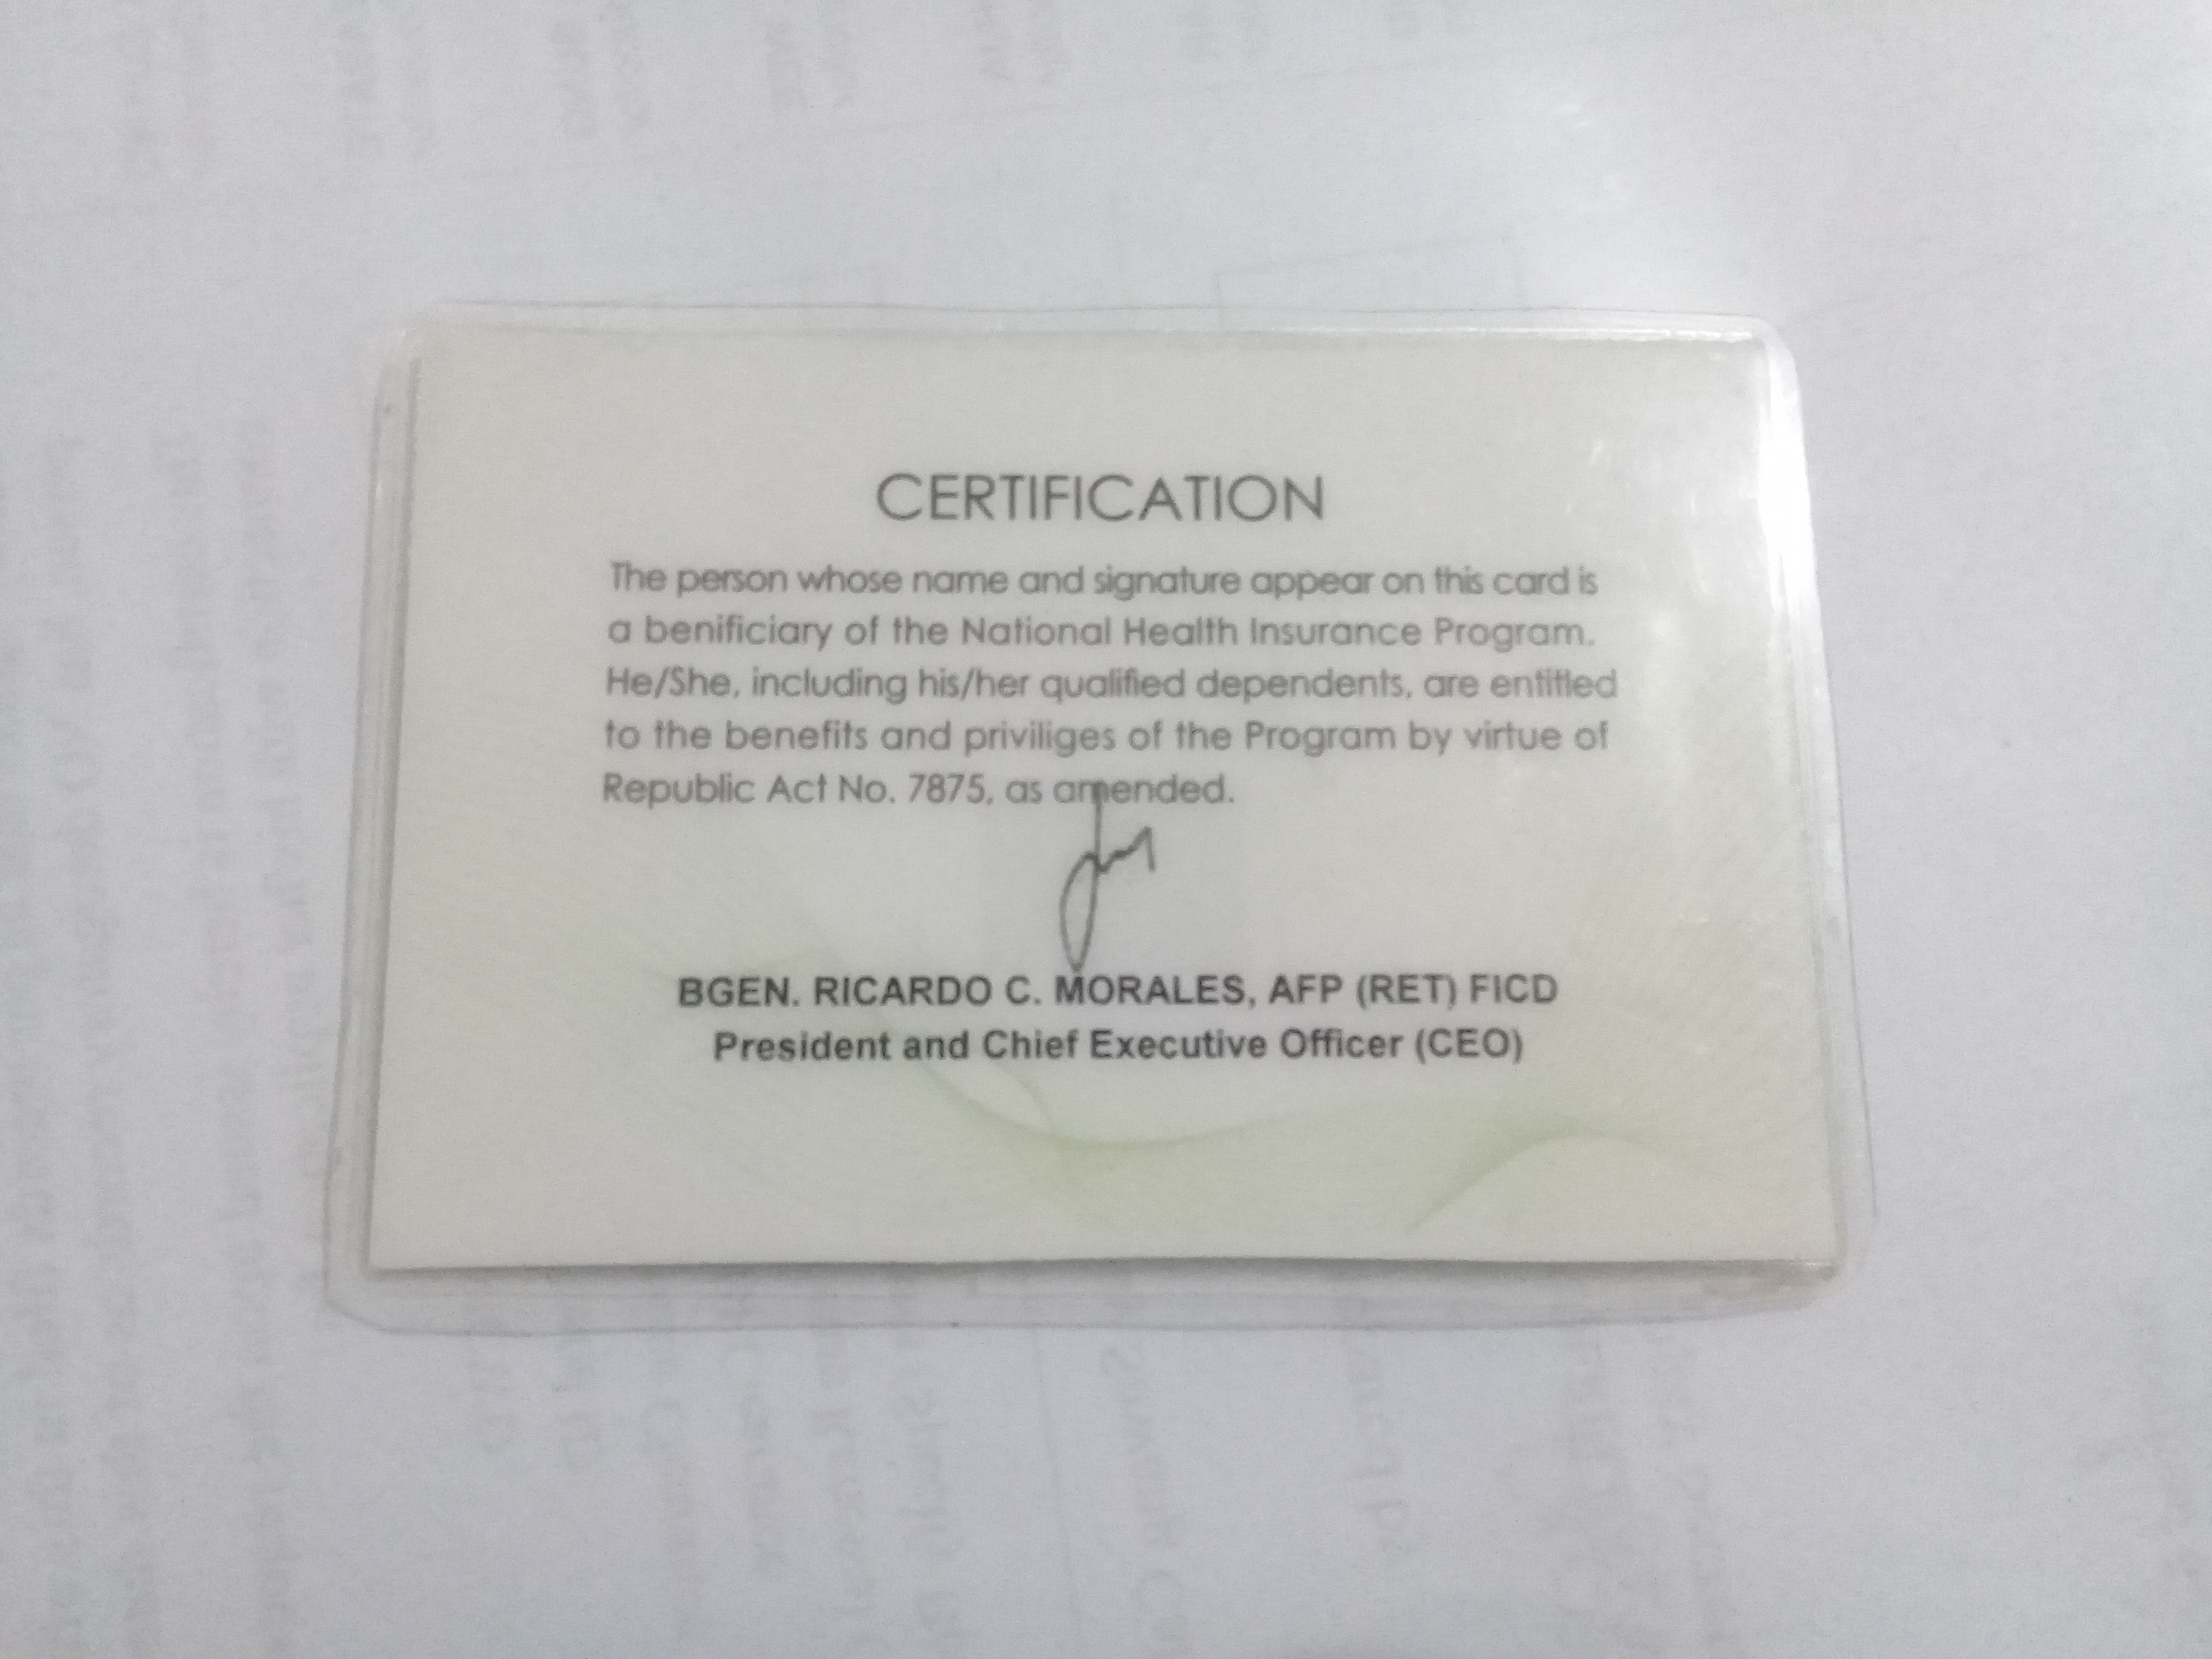 CERTIFICATION
The person whose name and signature appear on this card is
a benificiary of the National Health Insurance Program.
He/She, including his/her qualified dependents, are entitled
to the benefits and priviliges of the Program by virtue of
Republic Act No. 7875, as amended.
BGEN. RICARDO C. MORALES, AFP (RET) FICD
President and Chief Executive Officer (CEO)